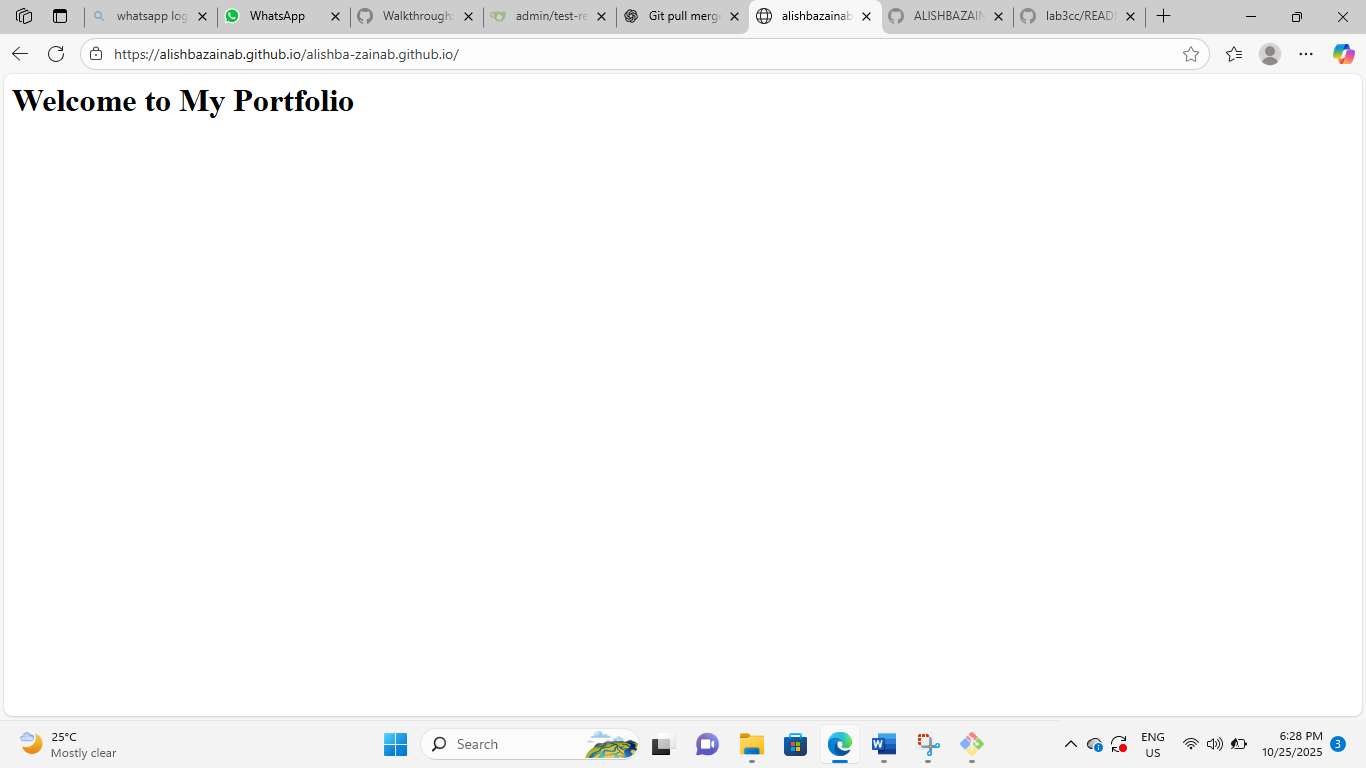 whatsapp log
WhatsApp
Walkthrough:
admin/test-re
Git pull merge
alishbazainab
ALISHBAZAIN
lab3cc/READ
https://alishbazainab.github.io/alishba-zainab.github.io/
Welcome to My Portfolio
25°C
Mostly clear
Search
ENG
US
6:28 PM
10/25/2025
3